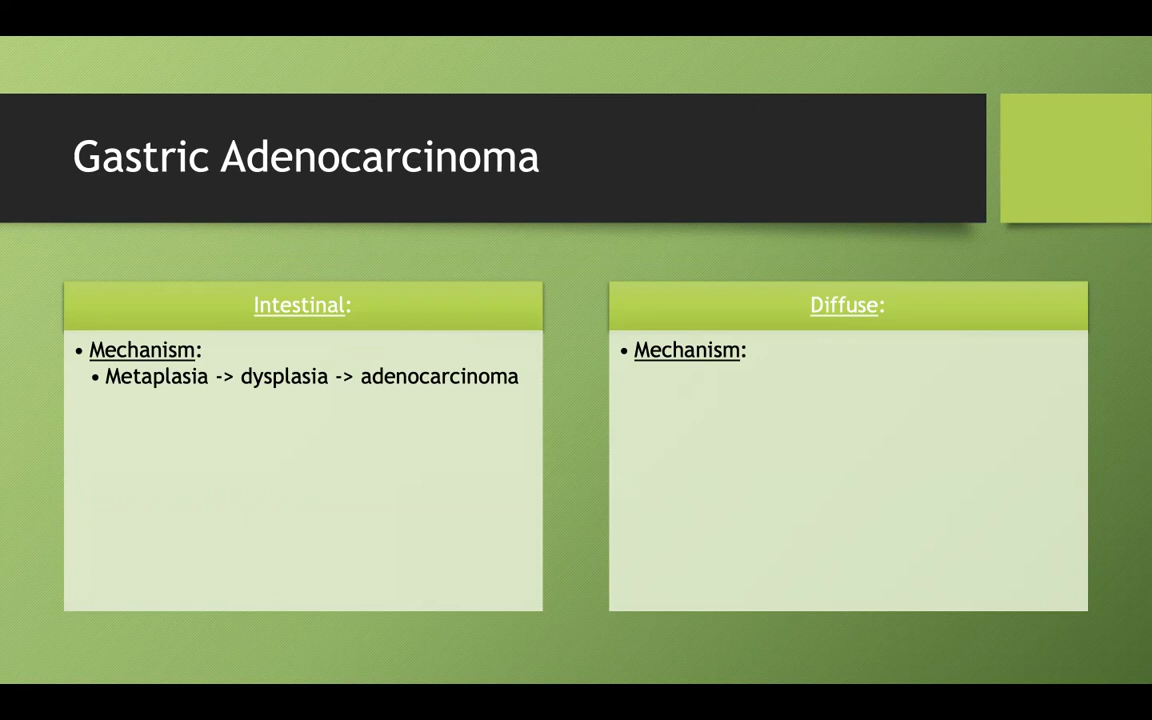 Gastric Adenocarcinoma
Intestinal:
• Mechanism:
• Metaplasia -> dysplasia -> adenocarcinoma
Diffuse:
• Mechanism: